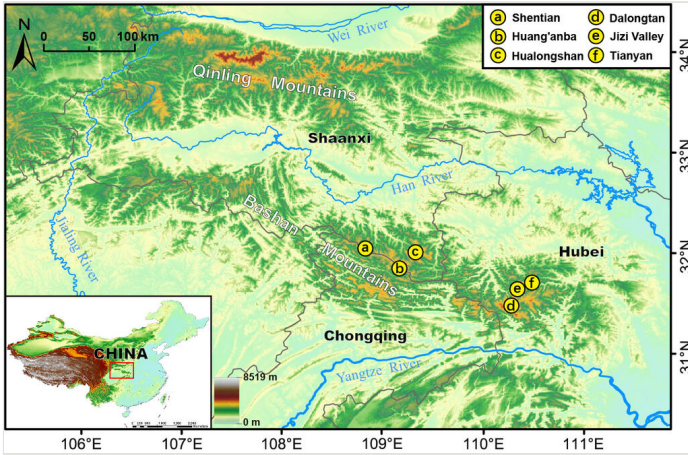 N
0 50 100 km
Wei River
a Shentian
b Huang'anba
c Hualongshan
d Dalongtan
e Jizi Valley
f Tianyan
34°N
33°N
32°N
31°N
Qinling Mountains
Shaanxi
Han River
Jialing River
Bashan Mountains
a
b
c
Hubei
f
e
d
Chongqing
Yangtze River
CHINA
8519 m
0 m
106°E 107°E 108°E 109°E 110°E 111°E